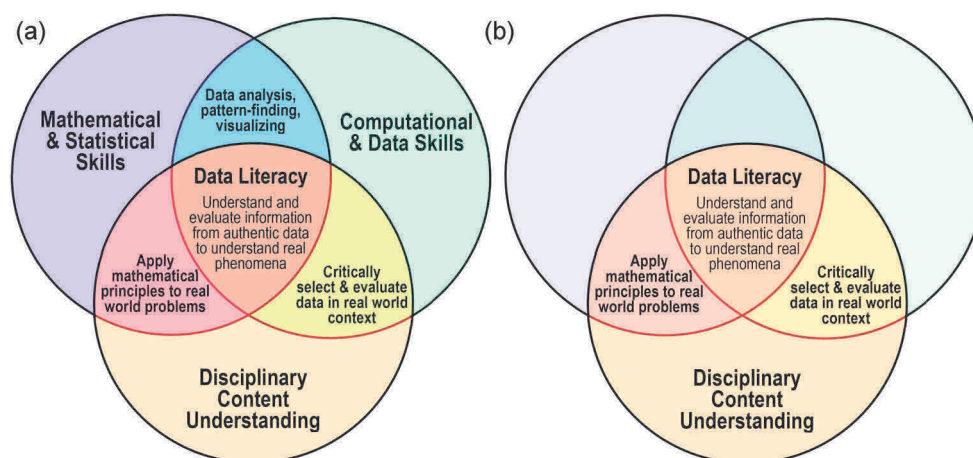 (a)
Mathematical
& Statistical
Skills
Data analysis,
pattern-finding,
visualizing
Computational
& Data Skills
Data Literacy
Understand and
evaluate information
from authentic data
to understand real
phenomena
Apply
mathematical
principles to real
world problems
Critically
select & evaluate
data in real world
context
Disciplinary
Content
Understanding
(b)
Data Literacy
Understand and
evaluate information
from authentic data
to understand real
phenomena
Apply
mathematical
principles to real
world problems
Critically
select & evaluate
data in real world
context
Disciplinary
Content
Understanding